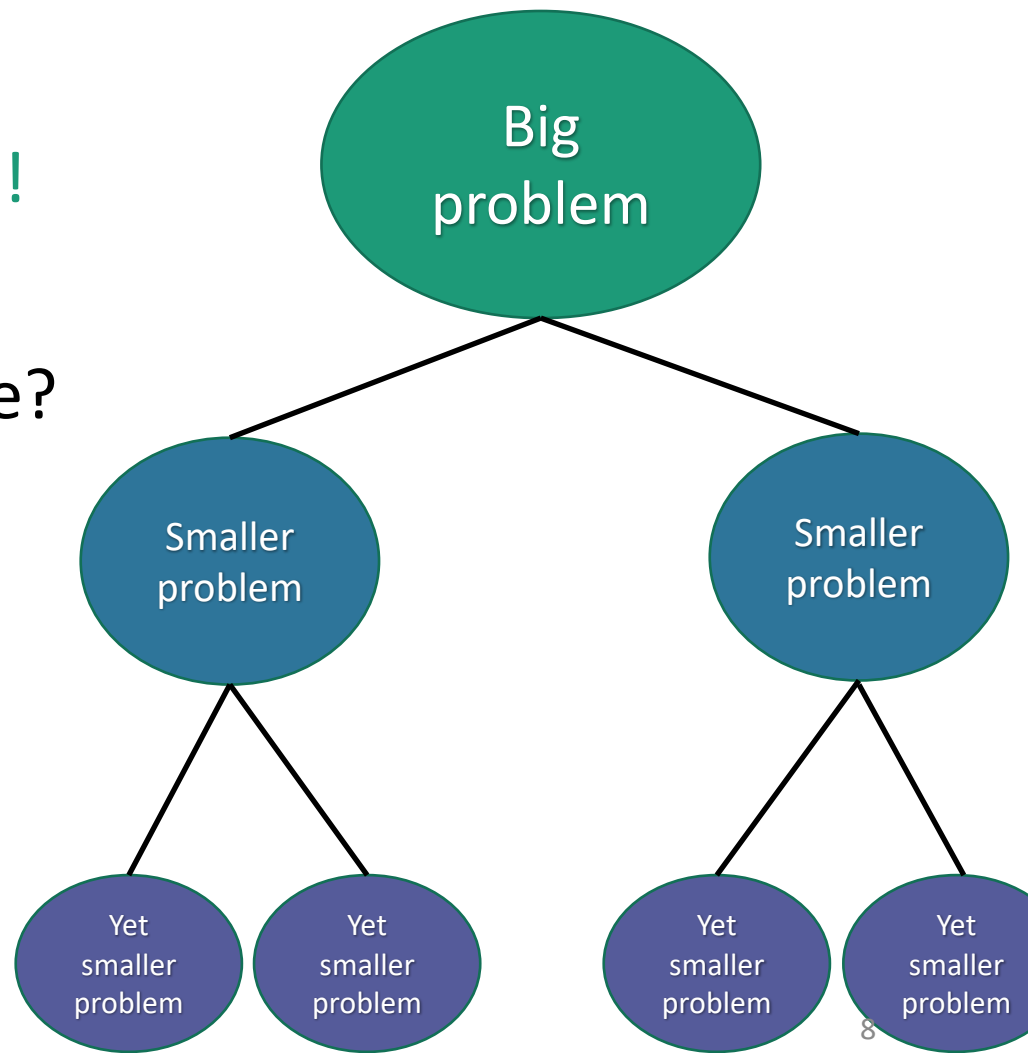 !
e?
Big
problem
Smaller
problem
Smaller
problem
Yet
smaller
problem
Yet
smaller
problem
Yet
smaller
problem
Yet
smaller
problem
8